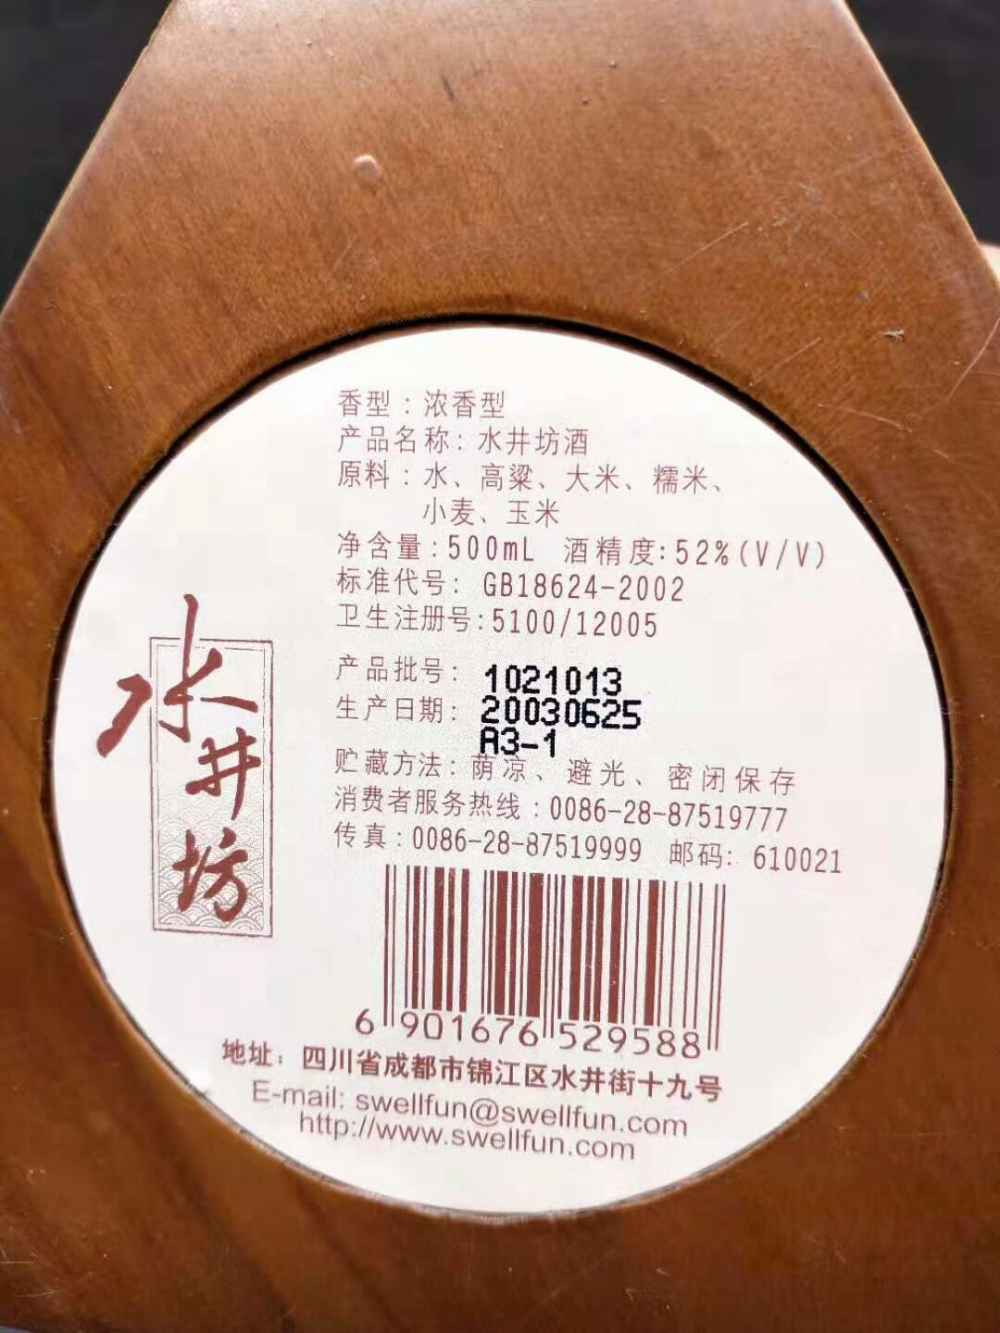 香型：浓香型
产品名称：水井坊酒
原料：水、高粱、大米、糯米、
小麦、玉米
净含量：500mL 酒精度：52%(V/V)
标准代号：GB18624-2002
卫生注册号：5100/12005
产品批号：1021013
生产日期：20030625
A3-1
贮藏方法：荫凉、避光、密闭保存
消费者服务热线：0086-28-87519777
传真：0086-28-87519999 邮码：610021
水井坊
6 901676 529588
地址：四川省成都市锦江区水井街十九号
E-mail: swellfun@swellfun.com
http://www.swellfun.com